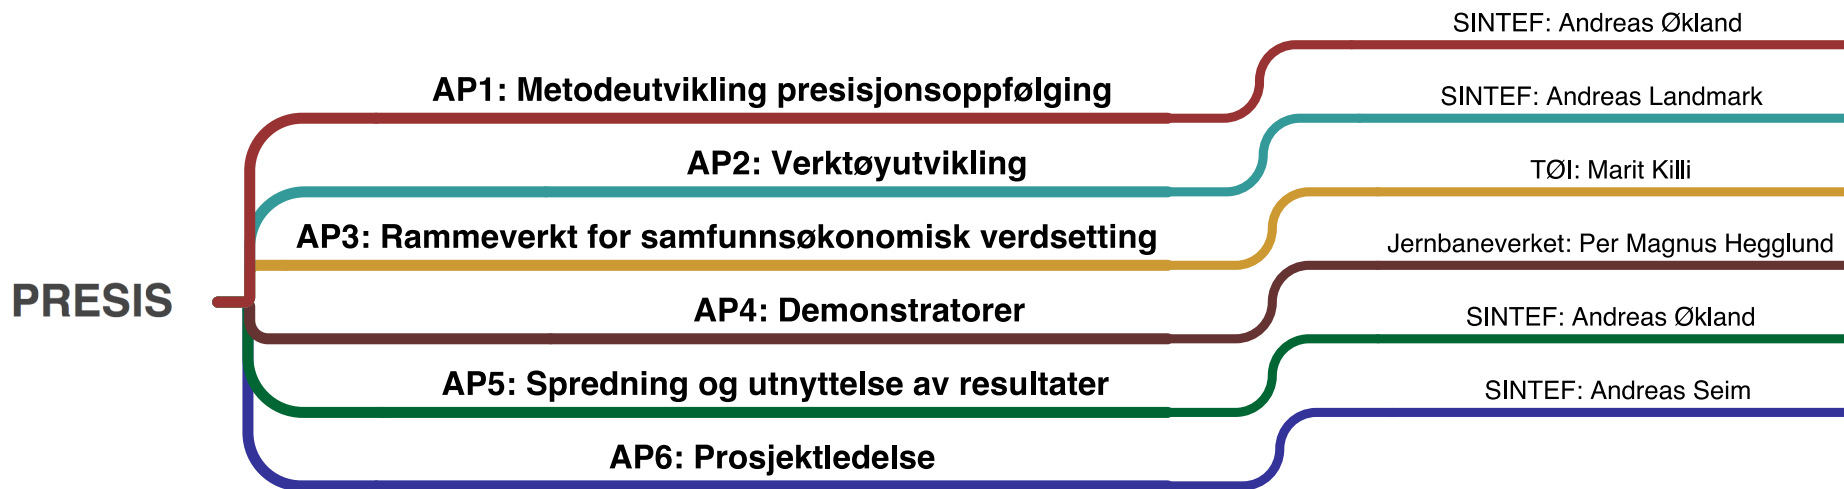 PRESIS
AP1: Metodeutvikling presisjonsoppfølging
SINTEF: Andreas Økland
AP2: Verktøyutvikling
SINTEF: Andreas Landmark
AP3: Rammeverkt for samfunnsøkonomisk verdsetting
TØI: Marit Killi
AP4: Demonstratorer
Jernbaneverket: Per Magnus Hegglund
AP5: Spredning og utnyttelse av resultater
SINTEF: Andreas Økland
AP6: Prosjektledelse
SINTEF: Andreas Seim